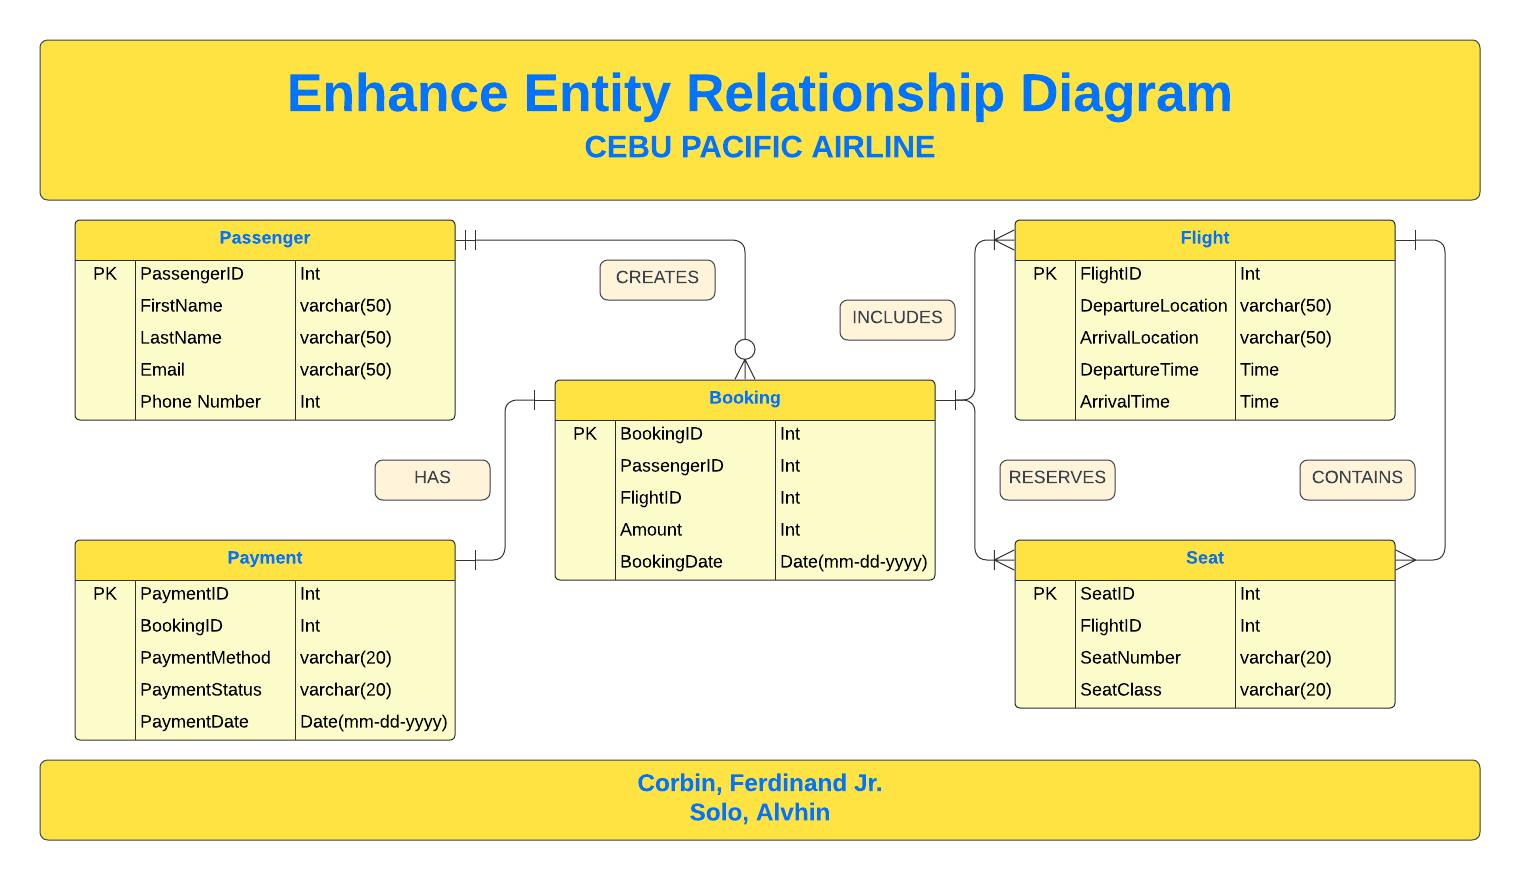 Enhance Entity Relationship Diagram
CEBU PACIFIC AIRLINE
Passenger
PK PassengerID Int
FirstName varchar(50)
LastName varchar(50)
Email varchar(50)
Phone Number Int
CREATES
INCLUDES
Flight
PK FlightID Int
DepartureLocation varchar(50)
ArrivalLocation varchar(50)
DepartureTime Time
ArrivalTime Time
Booking
PK BookingID Int
PassengerID Int
FlightID Int
Amount Int
BookingDate Date(mm-dd-yyyy)
HAS
RESERVES
CONTAINS
Payment
PK PaymentID Int
BookingID Int
PaymentMethod varchar(20)
PaymentStatus varchar(20)
PaymentDate Date(mm-dd-yyyy)
Seat
PK SeatID Int
FlightID Int
SeatNumber varchar(20)
SeatClass varchar(20)
Corbin, Ferdinand Jr.
Solo, Alvhin